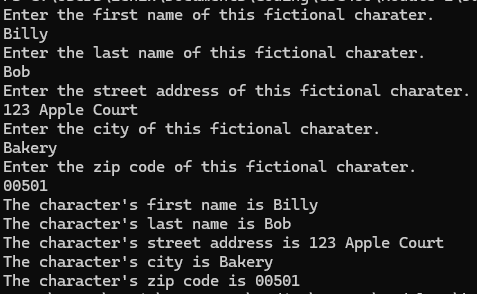 Enter the first name of this fictional charater.
Billy
Enter the last name of this fictional charater.
Bob
Enter the street address of this fictional charater.
123 Apple Court
Enter the city of this fictional charater.
Bakery
Enter the zip code of this fictional charater.
00501
The character's first name is Billy
The character's last name is Bob
The character's street address is 123 Apple Court
The character's city is Bakery
The character's zip code is 00501